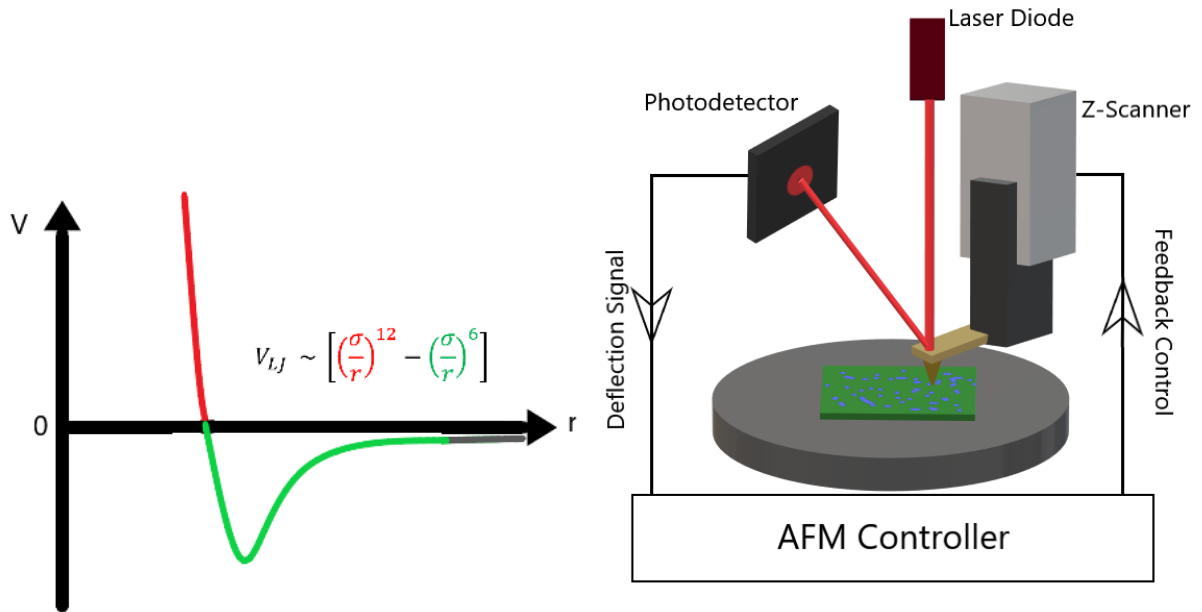 V
0
r
V_{LJ} ~ [(σ/r)^{12} − (σ/r)^{6}]
Laser Diode
Photodetector
Z-Scanner
Deflection Signal
Feedback Control
AFM Controller